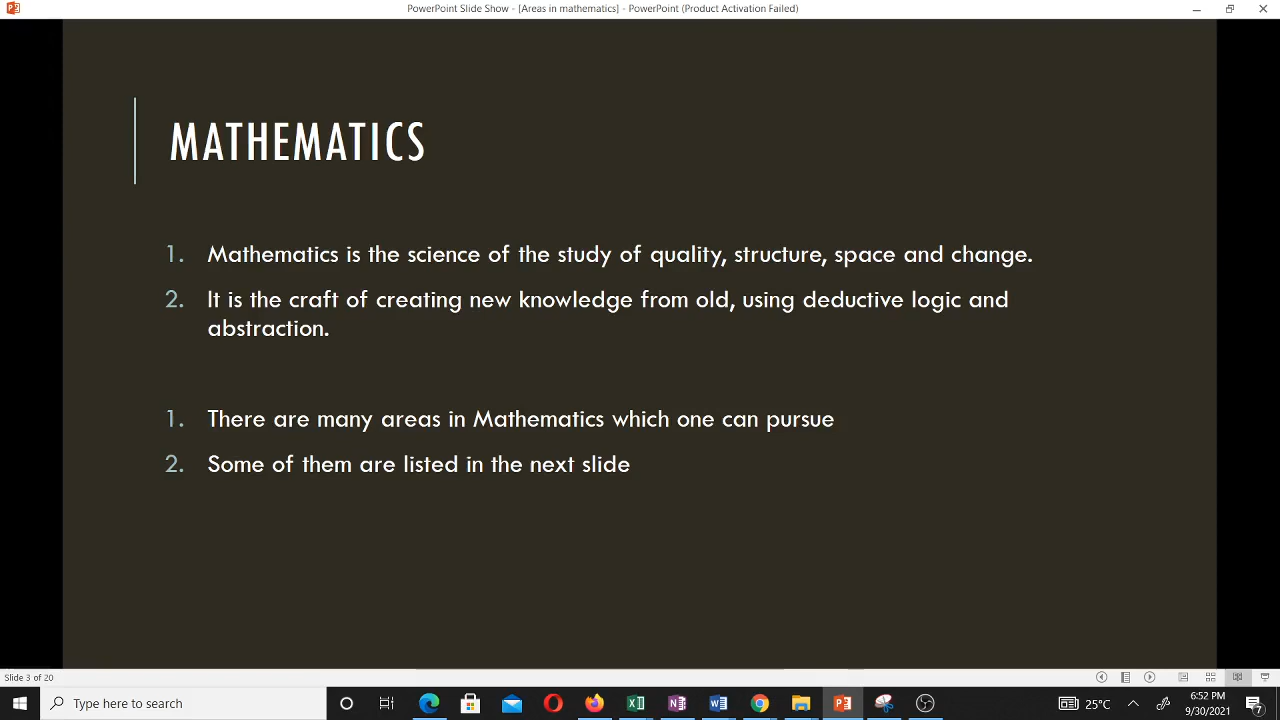 PowerPoint Slide Show - [Areas in mathematics] - PowerPoint (Product Activation Failed)
MATHEMATICS
1. Mathematics is the science of the study of quality, structure, space and change.
2. It is the craft of creating new knowledge from old, using deductive logic and
abstraction.
1. There are many areas in Mathematics which one can pursue
2. Some of them are listed in the next slide
Slide 3 of 20
Type here to search
25°C
6:52 PM
9/30/2021
7